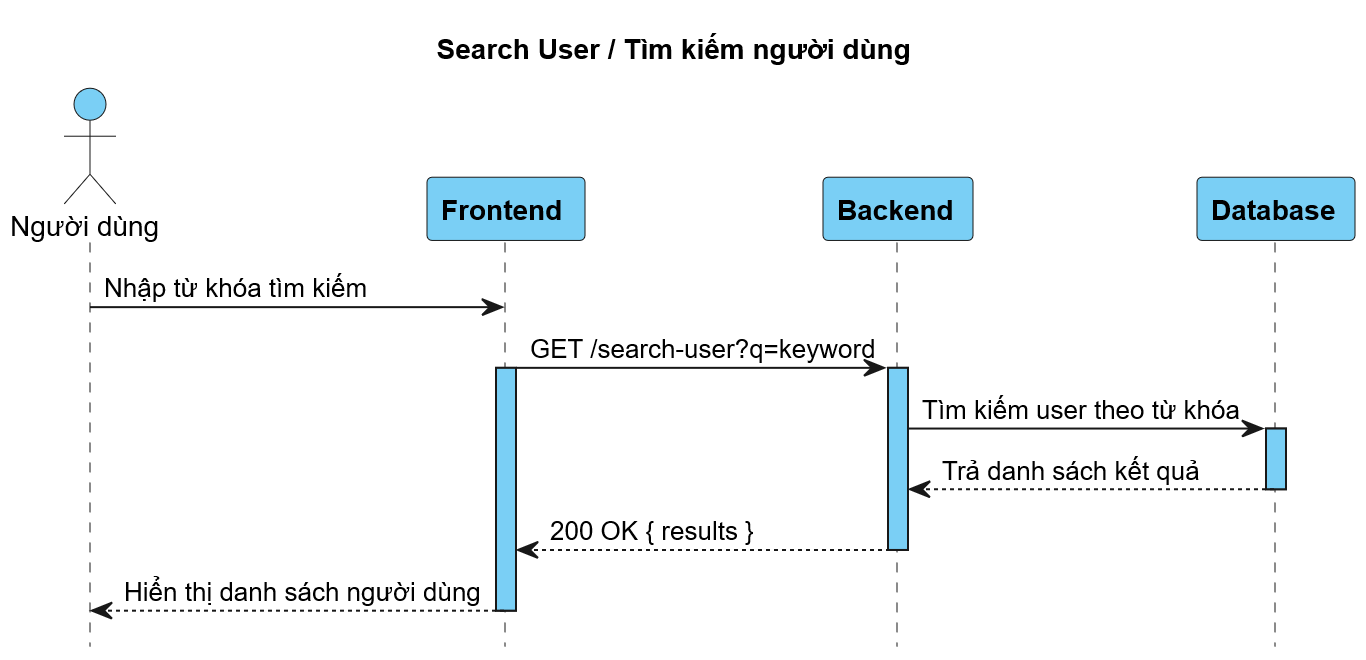 Search User / Tìm kiếm người dùng
Người dùng
Frontend
Backend
Database
Nhập từ khóa tìm kiếm
GET /search-user?q=keyword
Tìm kiếm user theo từ khóa
Trả danh sách kết quả
200 OK { results }
Hiển thị danh sách người dùng